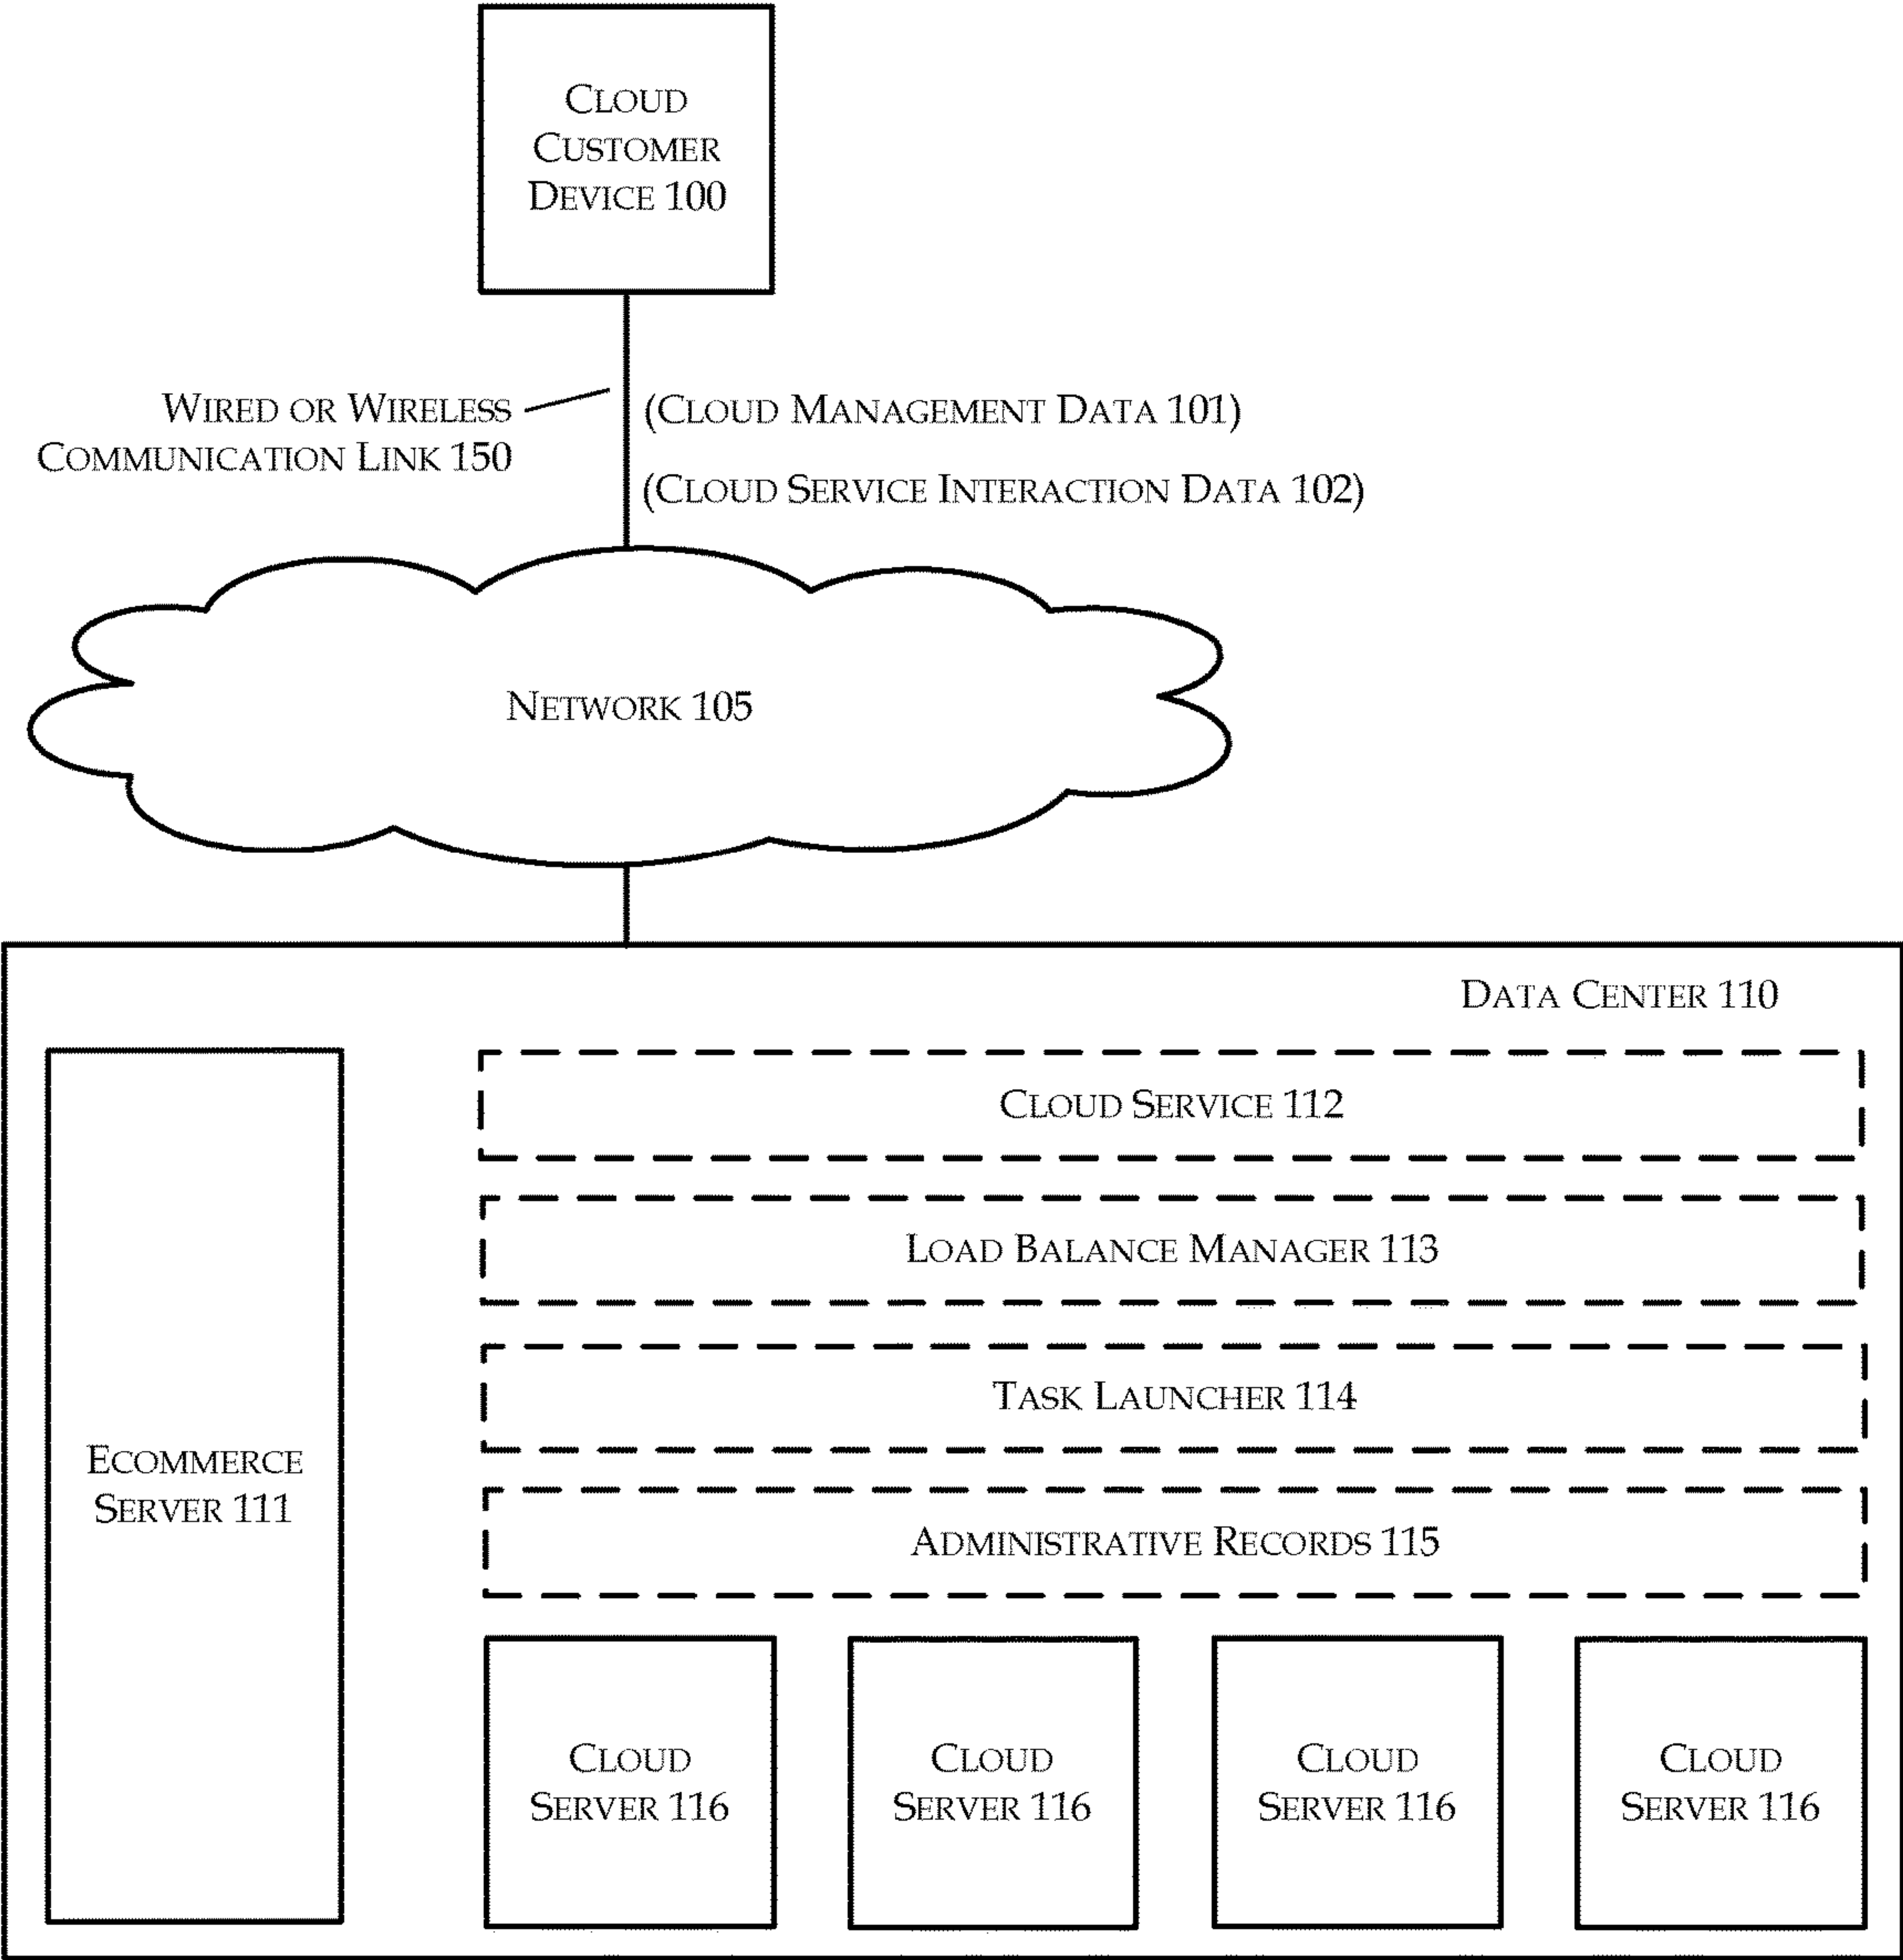 CLOUD
CUSTOMER
DEVICE 100
WIRED OR WIRELESS
COMMUNICATION LINK 150
(CLOUD MANAGEMENT DATA 101)
(CLOUD SERVICE INTERACTION DATA 102)
NETWORK 105
DATA CENTER 110
ECOMMERCE
SERVER 111
CLOUD SERVICE 112
LOAD BALANCE MANAGER 113
TASK LAUNCHER 114
ADMINISTRATIVE RECORDS 115
CLOUD
SERVER 116
CLOUD
SERVER 116
CLOUD
SERVER 116
CLOUD
SERVER 116